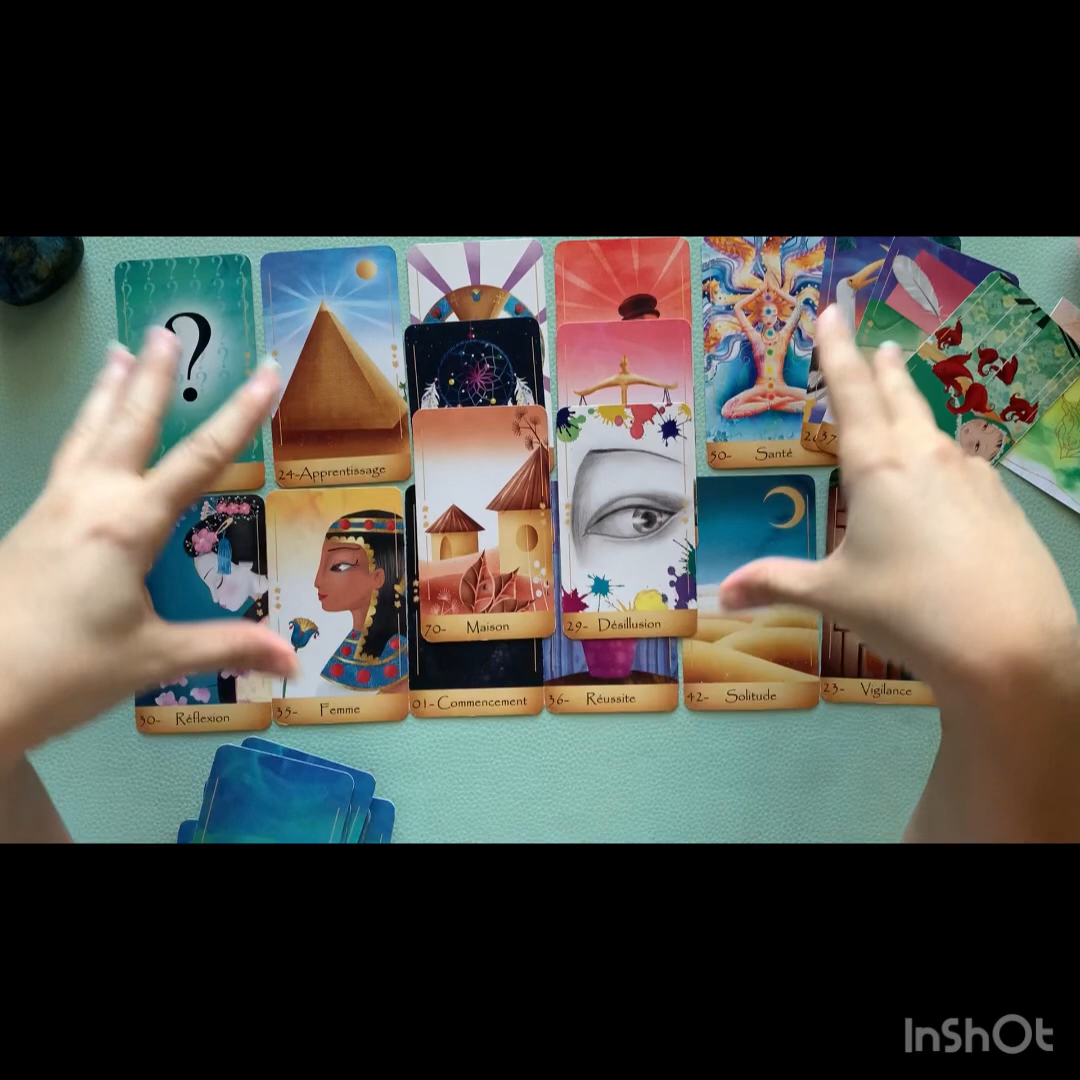 ?
24-Apprentissage
50- Santé
70- Maison
29- Désillusion
30- Réflexion
35- Femme
01- Commencement
36- Réussite
42- Solitude
23- Vigilance
InShOt